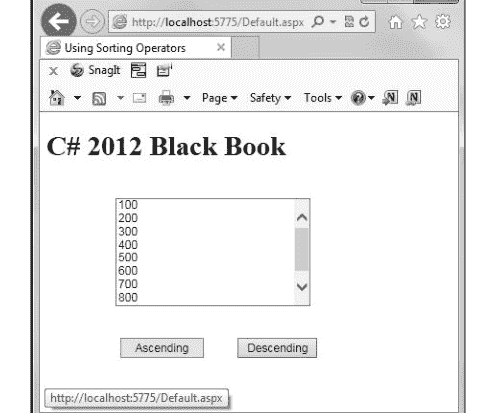 http://localhost:5775/Default.aspx
Using Sorting Operators
x SnagIt
Page Safety Tools
C# 2012 Black Book
100
200
300
400
500
600
700
800
Ascending Descending
http://localhost:5775/Default.aspx